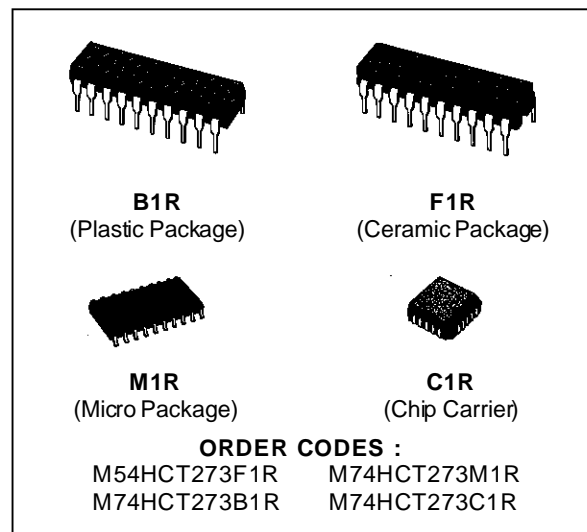 B1R
(Plastic Package)
F1R
(Ceramic Package)
M1R
(Micro Package)
C1R
(Chip Carrier)
ORDER CODES :
M54HCT273F1R M74HCT273M1R
M74HCT273B1R M74HCT273C1R